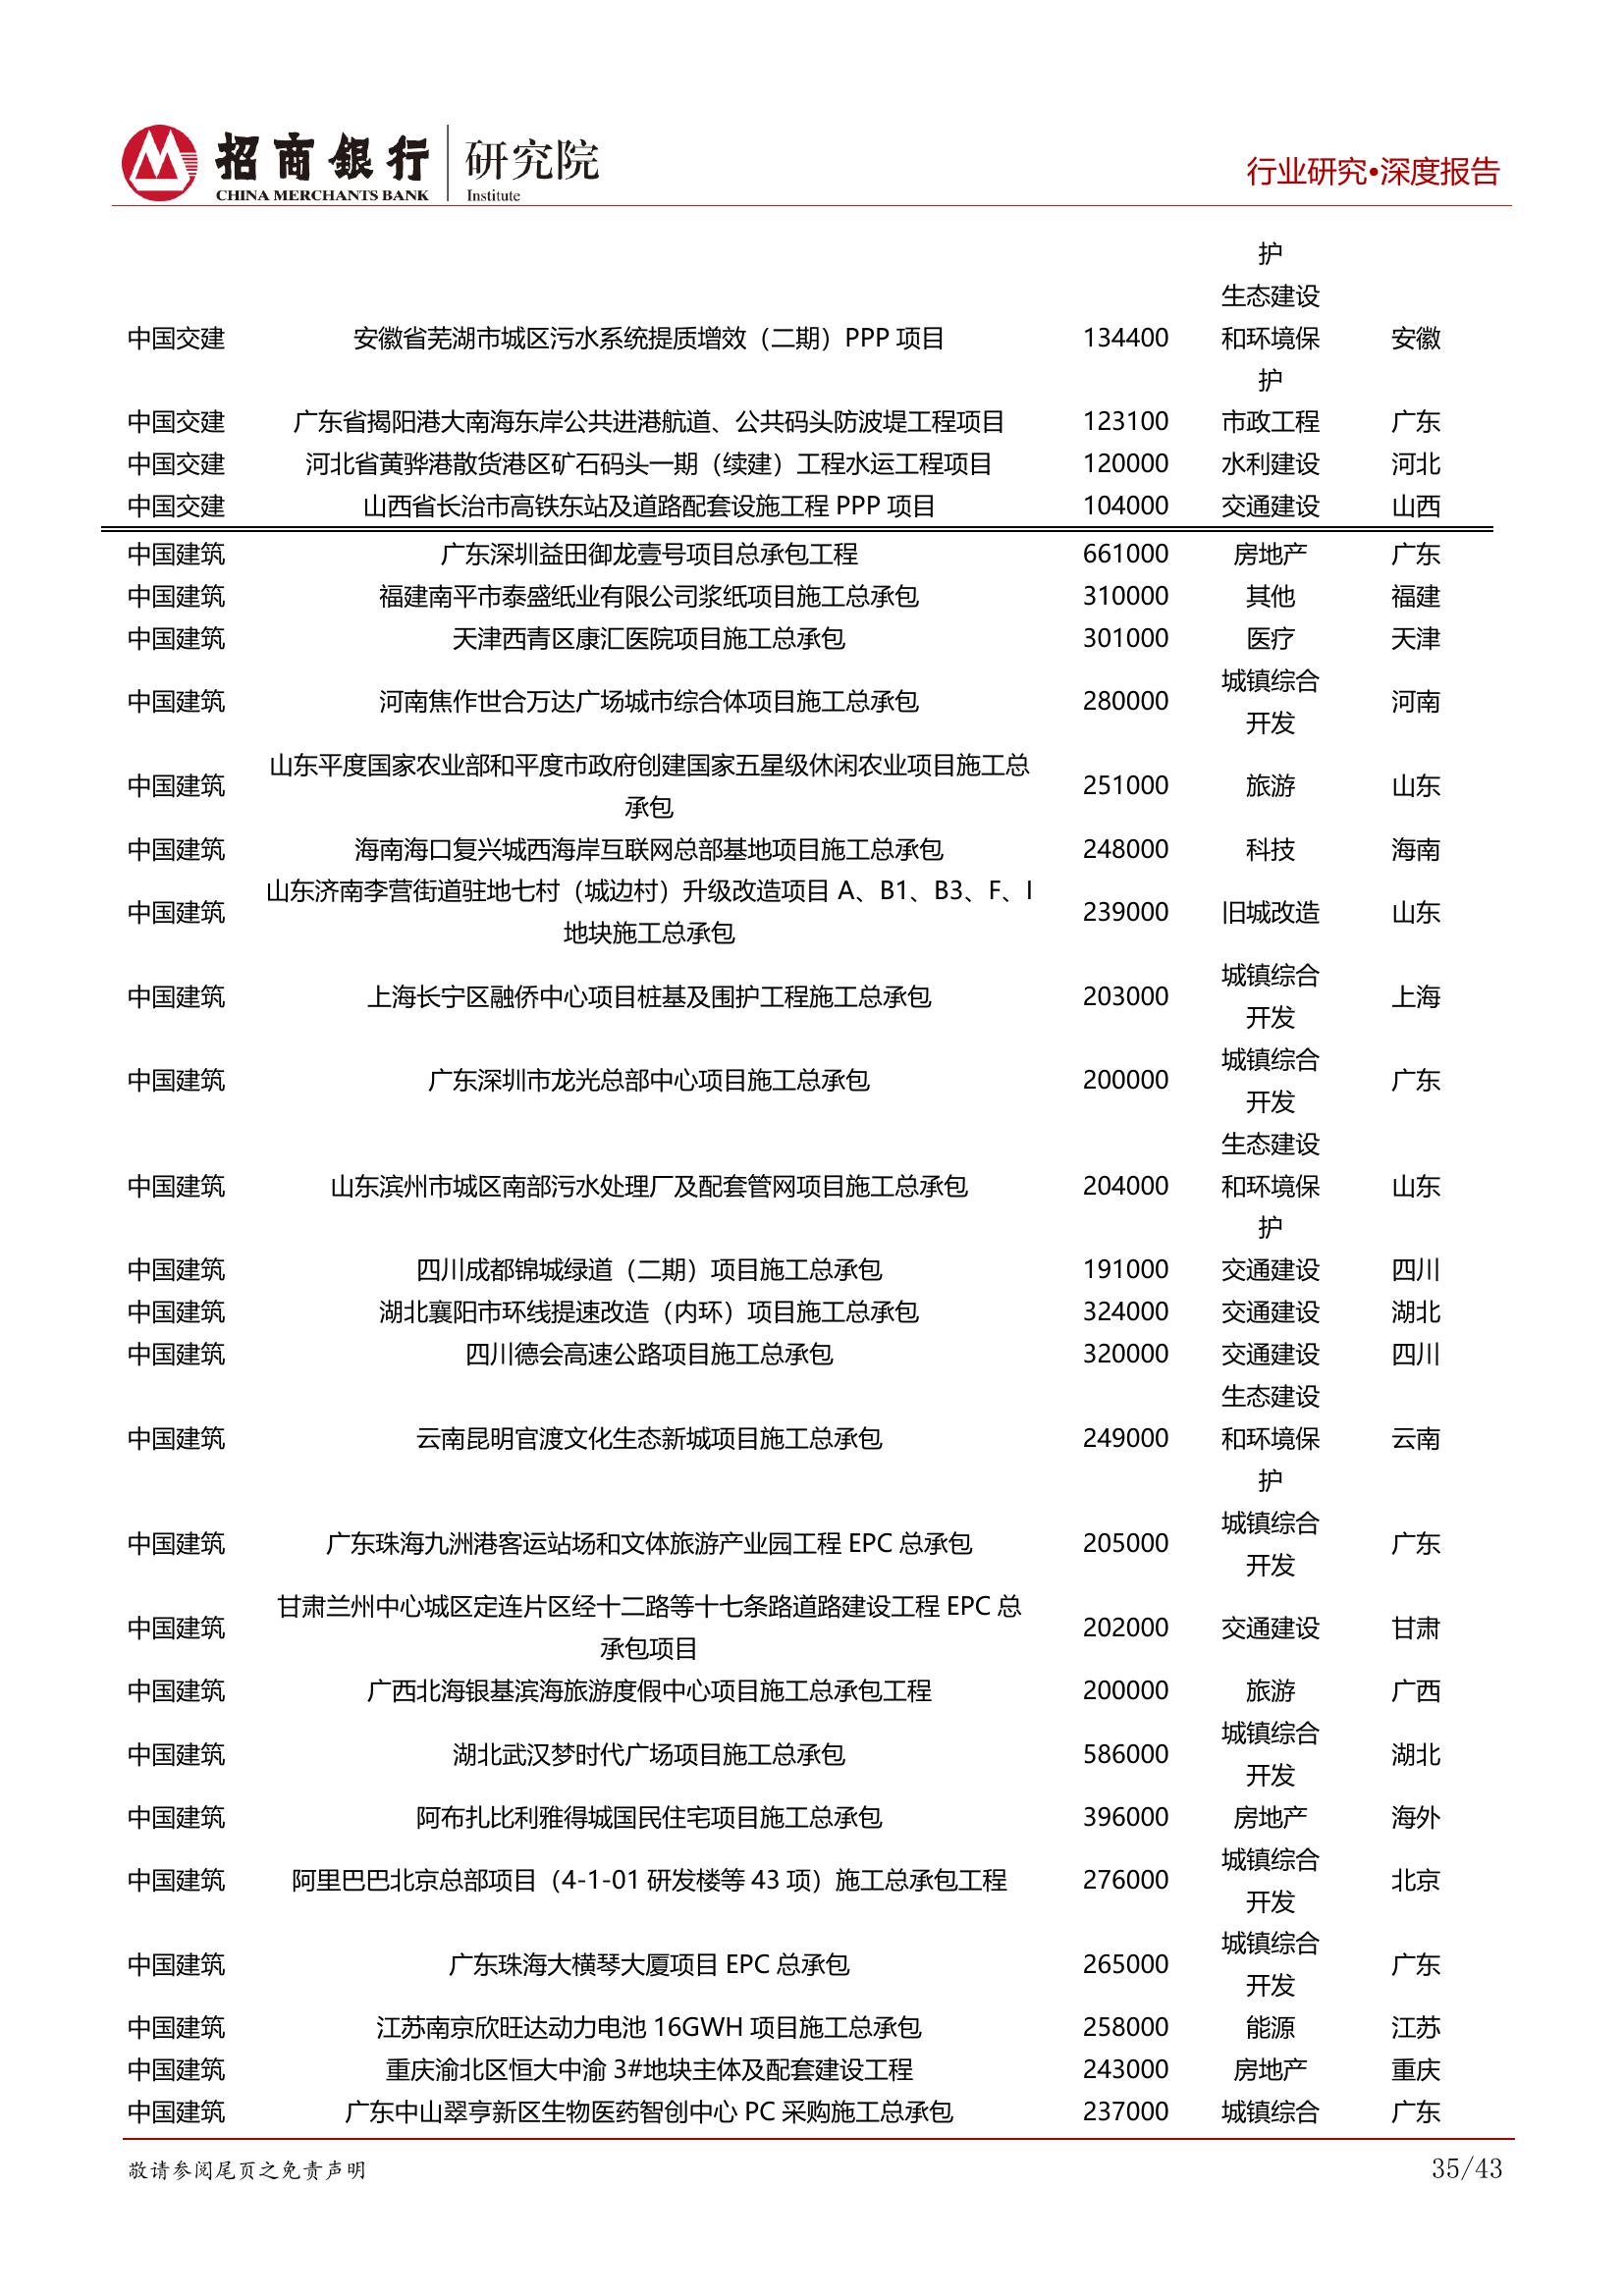 招商银行 研究院
CHINA MERCHANTS BANK Institute
行业研究•深度报告
护
中国交建 安徽省芜湖市城区污水系统提质增效（二期）PPP 项目 134400 生态建设和环境保护 安徽
中国交建 广东省揭阳港大南海东岸公共进港航道、公共码头防波堤工程项目 123100 市政工程 广东
中国交建 河北省黄骅港散货港区矿石码头一期（续建）工程水运工程项目 120000 水利建设 河北
中国交建 山西省长治市高铁东站及道路配套设施工程 PPP 项目 104000 交通建设 山西
中国建筑 广东深圳益田御龙壹号项目总承包工程 661000 房地产 广东
中国建筑 福建南平市泰盛纸业有限公司浆纸项目施工总承包 310000 其他 福建
中国建筑 天津西青区康汇医院项目施工总承包 301000 医疗 天津
中国建筑 河南焦作世合万达广场城市综合体项目施工总承包 280000 城镇综合开发 河南
中国建筑 山东平度国家农业部和平度市政府创建国家五星级休闲农业项目施工总承包 251000 旅游 山东
中国建筑 海南海口复兴城西海岸互联网总部基地项目施工总承包 248000 科技 海南
中国建筑 山东济南李营街道驻地七村（城边村）升级改造项目 A、B1、B3、F、I 地块施工总承包 239000 旧城改造 山东
中国建筑 上海长宁区融侨中心项目桩基及围护工程施工总承包 203000 城镇综合开发 上海
中国建筑 广东深圳市龙光总部中心项目施工总承包 200000 城镇综合开发 广东
中国建筑 山东滨州市城区南部污水处理厂及配套管网项目施工总承包 204000 生态建设和环境保护 山东
中国建筑 四川成都锦城绿道（二期）项目施工总承包 191000 交通建设 四川
中国建筑 湖北襄阳市环线提速改造（内环）项目施工总承包 324000 交通建设 湖北
中国建筑 四川德会高速公路项目施工总承包 320000 交通建设 四川
中国建筑 云南昆明官渡文化生态新城项目施工总承包 249000 生态建设和环境保护 云南
中国建筑 广东珠海九洲港客运站场和文体旅游产业园工程 EPC 总承包 205000 城镇综合开发 广东
中国建筑 甘肃兰州中心城区定连片区经十二路等十七条路道路建设工程 EPC 总承包项目 202000 交通建设 甘肃
中国建筑 广西北海银基滨海旅游度假中心项目施工总承包工程 200000 旅游 广西
中国建筑 湖北武汉梦时代广场项目施工总承包 586000 城镇综合开发 湖北
中国建筑 阿布扎比利雅得城国民住宅项目施工总承包 396000 房地产 海外
中国建筑 阿里巴巴北京总部项目（4-1-01 研发楼等 43 项）施工总承包工程 276000 城镇综合开发 北京
中国建筑 广东珠海大横琴大厦项目 EPC 总承包 265000 城镇综合开发 广东
中国建筑 江苏南京欣旺达动力电池 16GWH 项目施工总承包 258000 能源 江苏
中国建筑 重庆渝北区恒大中渝 3#地块主体及配套建设工程 243000 房地产 重庆
中国建筑 广东中山翠亨新区生物医药智创中心 PC 采购施工总承包 237000 城镇综合 广东
敬请参阅尾页之免责声明 35/43